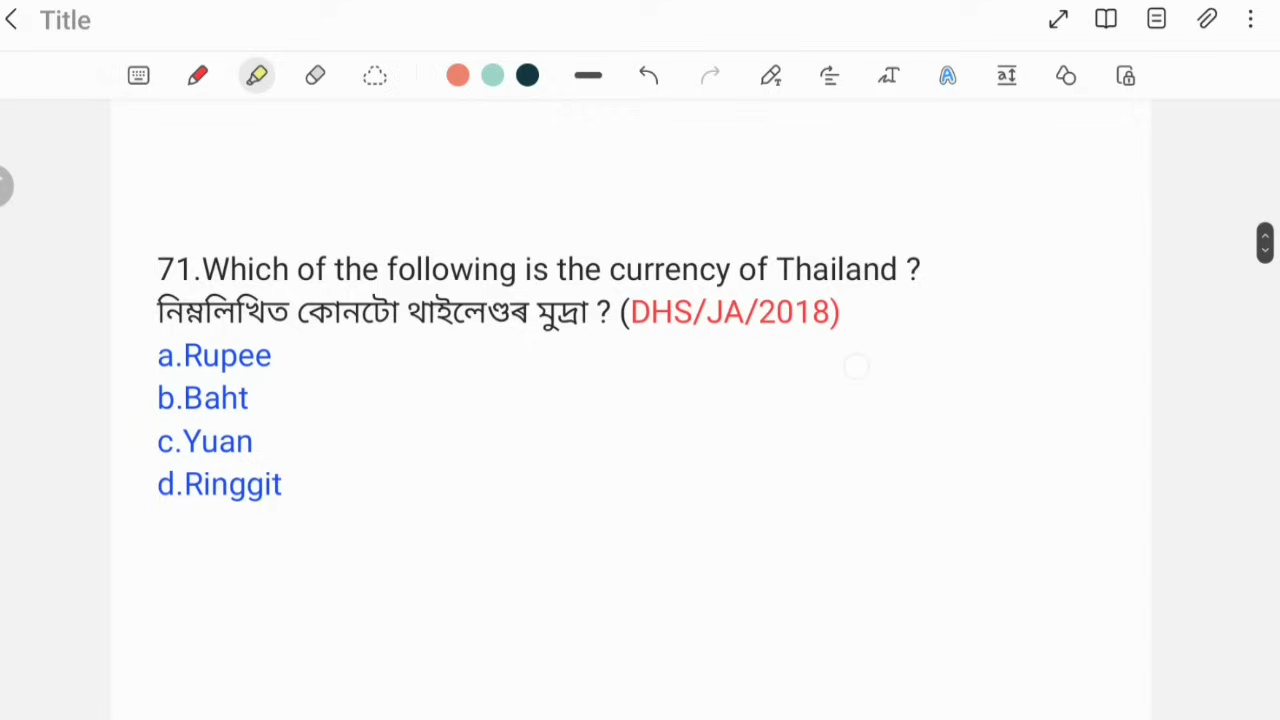 Title
71.Which of the following is the currency of Thailand ?
নিম্নলিখিত কোনটো থাইলেণ্ডৰ মুদ্ৰা ? (DHS/JA/2018)
a.Rupee
b.Baht
c.Yuan
d.Ringgit